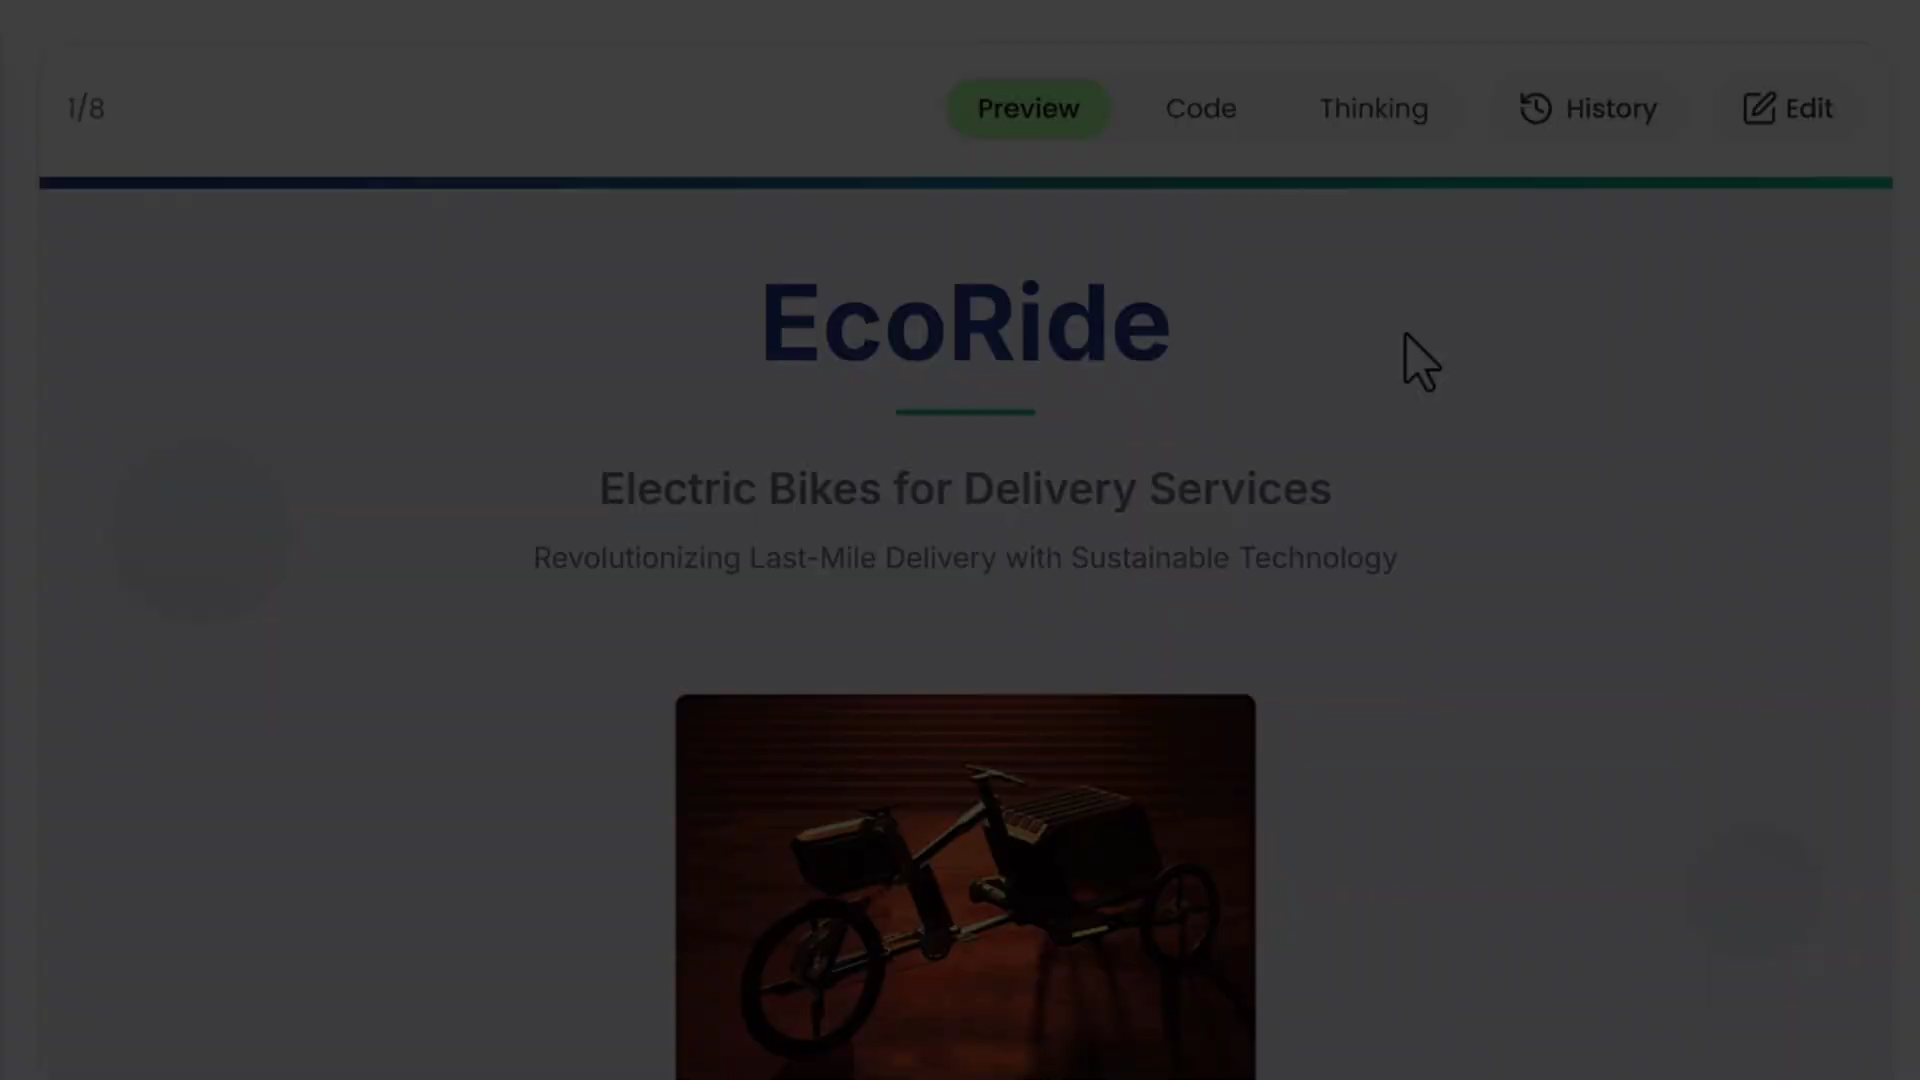 1/8
Preview
Code
Thinking
History
Edit
EcoRide
Electric Bikes for Delivery Services
Revolutionizing Last-Mile Delivery with Sustainable Technology